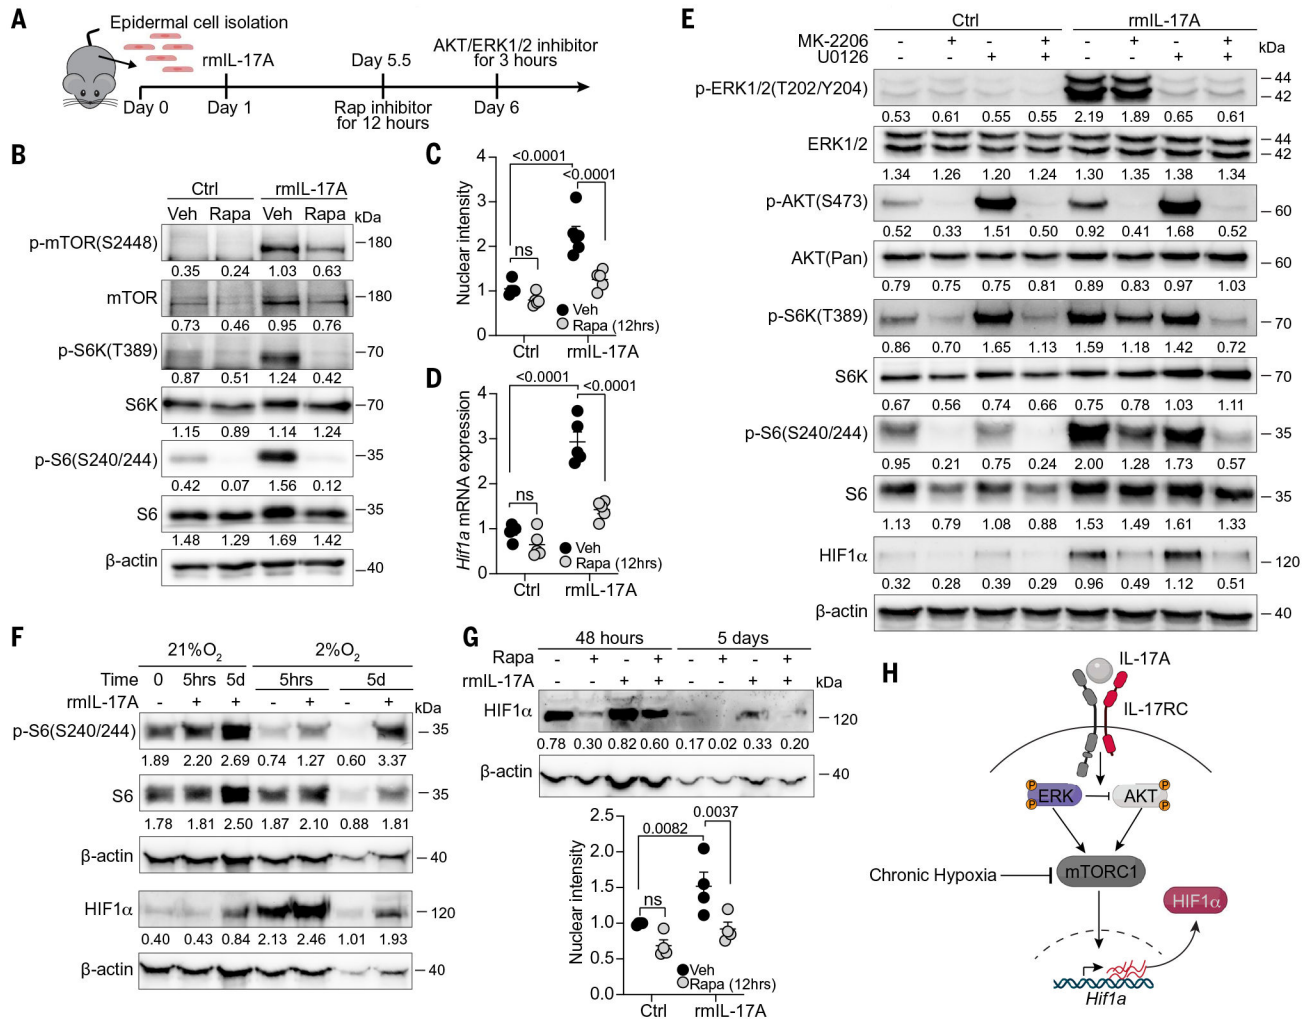 A
Epidermal cell isolation
rmIL-17A
Day 5.5
AKT/ERK1/2 inhibitor
for 3 hours
Day 0
Day 1
Rap inhibitor
for 12 hours
Day 6
B
Ctrl rmIL-17A
Veh Rapa Veh Rapa kDa
p-mTOR(S2448) 180
0.35 0.24 1.03 0.63
mTOR 180
0.73 0.46 0.95 0.76
p-S6K(T389) 70
0.87 0.51 1.24 0.42
S6K 70
1.15 0.89 1.14 1.24
p-S6(S240/244) 35
0.42 0.07 1.56 0.12
S6 35
1.48 1.29 1.69 1.42
β-actin 40
C
Nuclear intensity
4
3
2
1
0
<0.0001
<0.0001
ns
Veh
Rapa (12hrs)
Ctrl rmIL-17A
D
Hif1a mRNA expression
4
3
2
1
0
<0.0001
<0.0001
ns
Veh
Rapa (12hrs)
Ctrl rmIL-17A
E
Ctrl rmIL-17A
MK-2206 - + - + - + - +
U0126 - - + + - - + +
kDa
p-ERK1/2(T202/Y204) 44
42
0.53 0.61 0.55 0.55 2.19 1.89 0.65 0.61
ERK1/2 44
42
1.34 1.26 1.20 1.24 1.30 1.35 1.38 1.34
p-AKT(S473) 60
0.52 0.33 1.51 0.50 0.92 0.41 1.68 0.52
AKT(Pan) 60
0.79 0.75 0.75 0.81 0.89 0.83 0.97 1.03
p-S6K(T389) 70
0.86 0.70 1.65 1.13 1.59 1.18 1.42 0.72
S6K 70
0.67 0.56 0.74 0.66 0.75 0.78 1.03 1.11
p-S6(S240/244) 35
0.95 0.21 0.75 0.24 2.00 1.28 1.73 0.57
S6 35
1.13 0.79 1.08 0.88 1.53 1.49 1.61 1.33
HIF1α 120
0.32 0.28 0.39 0.29 0.96 0.49 1.12 0.51
β-actin 40
F
21%O2 2%O2
Time 0 5hrs 5d 5hrs 5d
rmIL-17A - + + - + - +
kDa
p-S6(S240/244) 35
1.89 2.20 2.69 0.74 1.27 0.60 3.37
S6 35
1.78 1.81 2.50 1.87 2.10 0.88 1.81
β-actin 40
HIF1α 120
0.40 0.43 0.84 2.13 2.46 1.01 1.93
β-actin 40
G
48 hours 5 days
Rapa - + - + - + - +
rmIL-17A - - + + - - + +
kDa
HIF1α 120
0.78 0.30 0.82 0.60 0.17 0.02 0.33 0.20
β-actin 40
Nuclear intensity
2.5
2.0
1.5
1.0
0.5
0.0
0.0082
0.0037
ns
Veh
Rapa (12hrs)
Ctrl rmIL-17A
H
IL-17A
IL-17RC
P P
ERK AKT
P P
Chronic Hypoxia
mTORC1
HIF1α
Hif1a